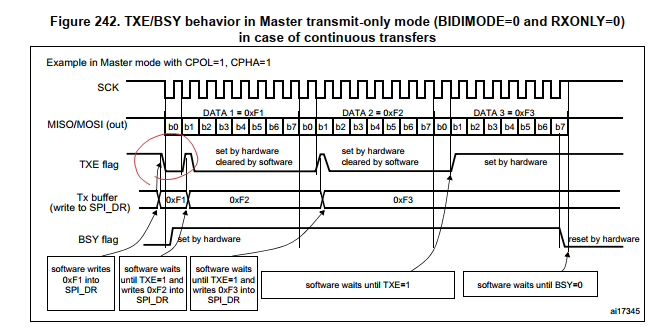 Figure 242. TXE/BSY behavior in Master transmit-only mode (BIDIMODE=0 and RXONLY=0)
in case of continuous transfers
Example in Master mode with CPOL=1, CPHA=1
SCK
DATA 1 = 0xF1 DATA 2 = 0xF2 DATA 3 = 0xF3
MISO/MOSI (out) b0 b1 b2 b3 b4 b5 b6 b7 b0 b1 b2 b3 b4 b5 b6 b7 b0 b1 b2 b3 b4 b5 b6 b7
set by hardware set by hardware
TXE flag cleared by software cleared by software set by hardware
Tx buffer 0xF1 0xF2 0xF3
(write to SPI_DR)
BSY flag set by hardware reset by hardware
software writes
0xF1 into
SPI_DR
software waits
until TXE=1 and
writes 0xF2 into
SPI_DR
software waits
until TXE=1 and
writes 0xF3 into
SPI_DR
software waits until TXE=1
software waits until BSY=0
ai17345